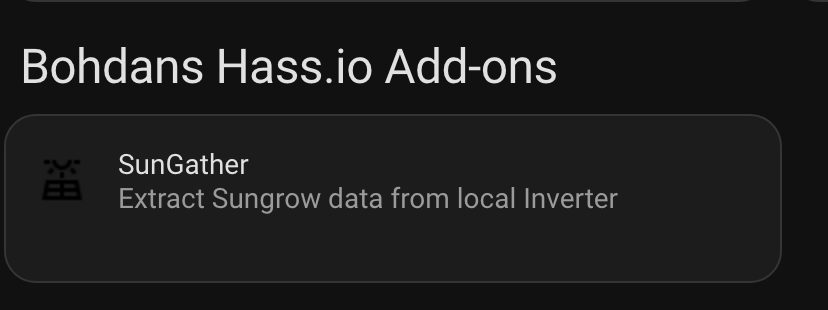 Bohdans Hass.io Add-ons
SunGather
Extract Sungrow data from local Inverter